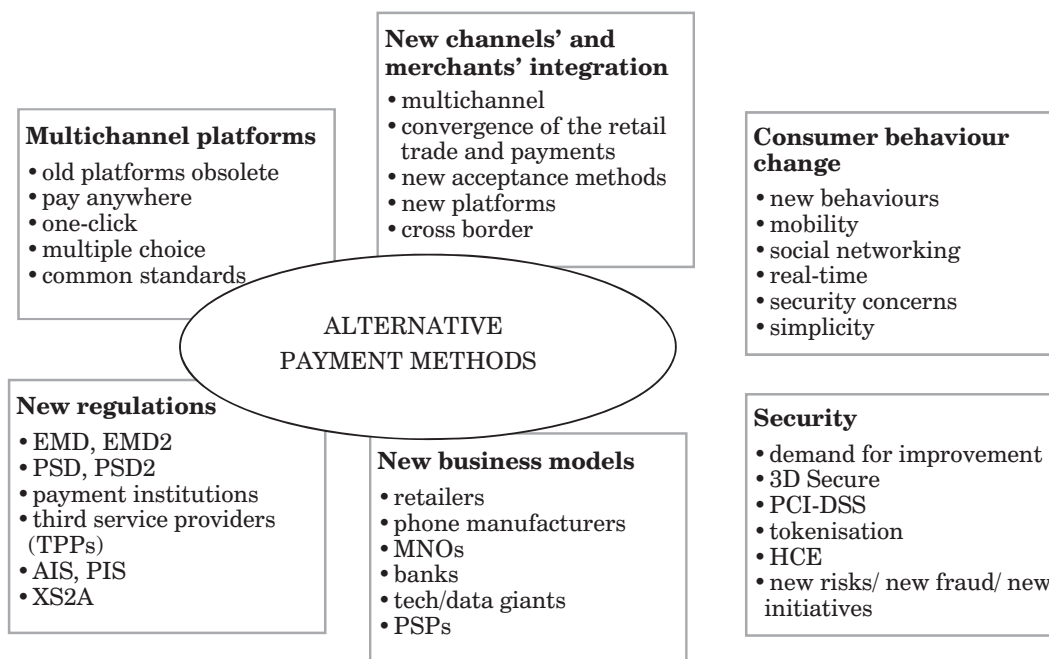 New channels’ and
merchants’ integration
• multichannel
• convergence of the retail
trade and payments
• new acceptance methods
• new platforms
• cross border
Multichannel platforms
• old platforms obsolete
• pay anywhere
• one-click
• multiple choice
• common standards
Consumer behaviour
change
• new behaviours
• mobility
• social networking
• real-time
• security concerns
• simplicity
ALTERNATIVE
PAYMENT METHODS
New regulations
• EMD, EMD2
• PSD, PSD2
• payment institutions
• third service providers
(TPPs)
• AIS, PIS
• XS2A
New business models
• retailers
• phone manufacturers
• MNOs
• banks
• tech/data giants
• PSPs
Security
• demand for improvement
• 3D Secure
• PCI-DSS
• tokenisation
• HCE
• new risks/ new fraud/ new
initiatives